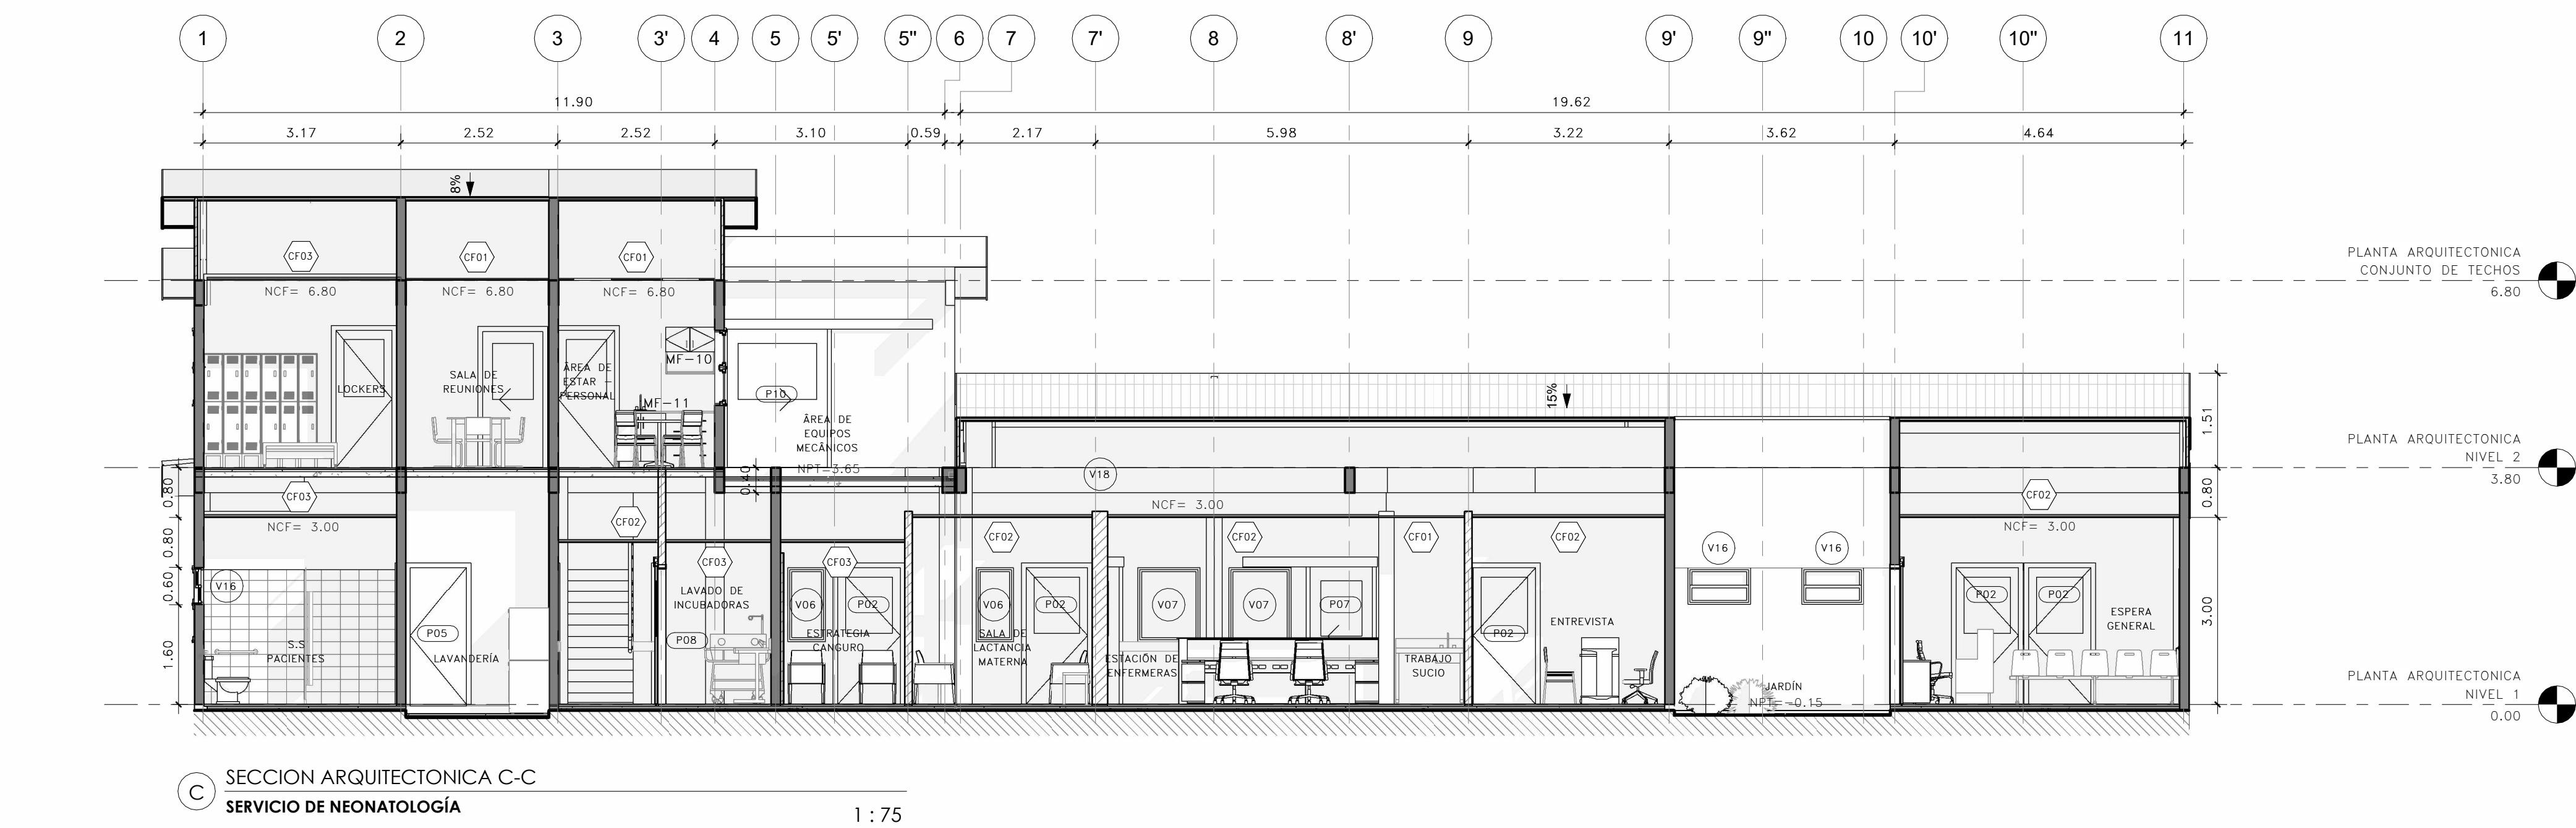 1 2 3 3' 4 5 5' 5" 6 7 7' 8 8' 9 9' 9" 10 10' 10" 11
11.90 19.62
3.17 2.52 2.52 3.10 0.59 2.17 5.98 3.22 3.62 4.64
8%
CF03 CF01 CF01
PLANTA ARQUITECTONICA
CONJUNTO DE TECHOS
6.80
NCF= 6.80 NCF= 6.80 NCF= 6.80
MF-10
LOCKERS
SALA DE
REUNIONES
ÁREA DE
ESTAR -
PERSONAL
MF-11
P10
ÁREA DE
EQUIPOS
MECÁNICOS
NPT=3.65
15%
1.51
PLANTA ARQUITECTONICA
NIVEL 2
3.80
0.80 0.40 V18 0.80
CF03 CF02
NCF= 3.00 NCF= 3.00 NCF= 3.00
CF02 CF02 CF02 CF01 CF02
0.80
V16 V16
CF03 CF03
0.60
V16
LAVADO DE
INCUBADORAS
V06 P02 V06 P02 V07 V07 P07
P02 P02
3.00
ESPERA
GENERAL
ENTREVISTA
1.60
S.S
PACIENTES
P05
LAVANDERÍA
P08
ESTRATEGIA
CANGURO
SALA DE
LACTANCIA
MATERNA
ESTACIÓN DE
ENFERMERAS
TRABAJO
SUCIO
P02
JARDÍN
NPT=-0.15
PLANTA ARQUITECTONICA
NIVEL 1
0.00
C
SECCION ARQUITECTONICA C-C
SERVICIO DE NEONATOLOGÍA
1 : 75